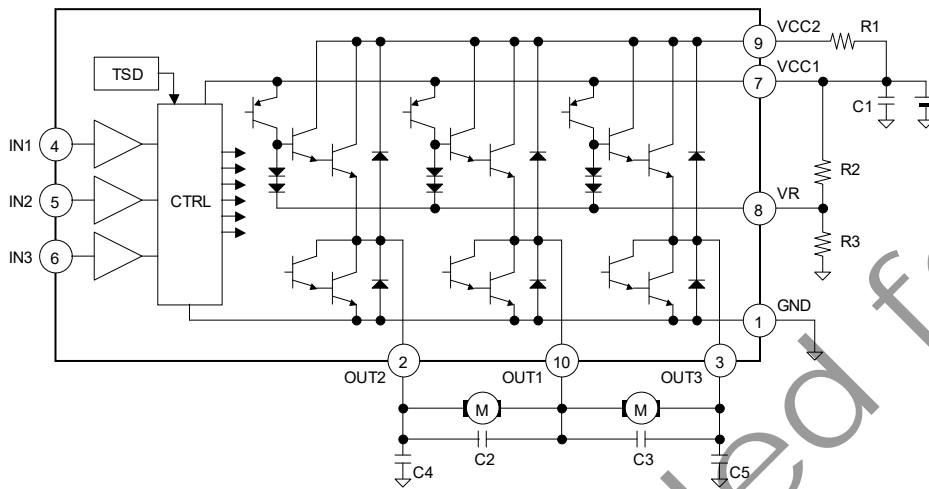 VCC2
R1
9
VCC1
7
TSD
C1
IN1
4
R2
IN2
5
CTRL
VR
8
IN3
6
R3
GND
1
2
10
3
OUT2
OUT1
OUT3
M
M
C4
C2
C3
C5